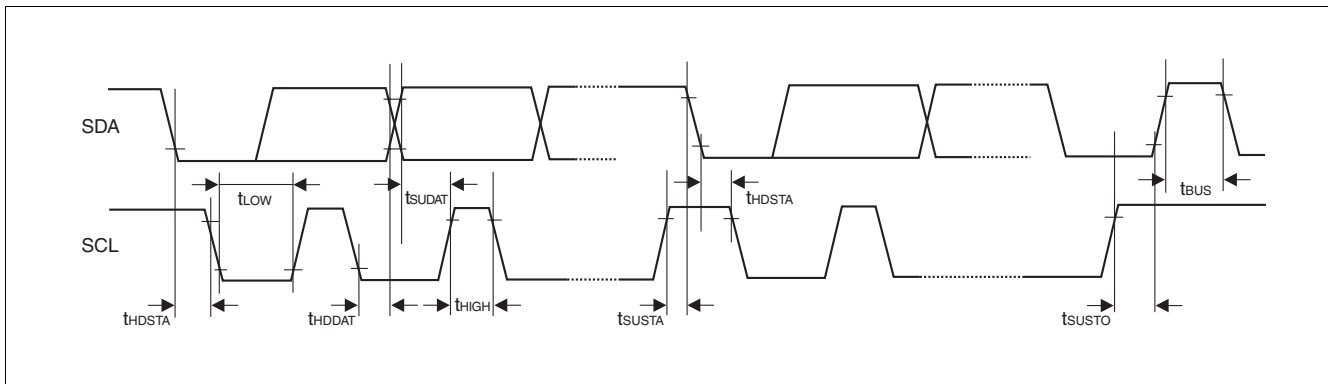 SDA
tLOW
tSUDAT
tHDSTA
tBUS
SCL
tHDSTA
tHDDAT
tHIGH
tSUSTA
tSUSTO